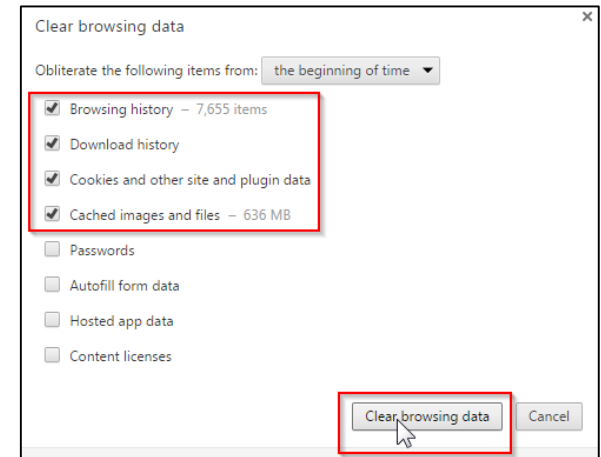 Clear browsing data
Obliterate the following items from: the beginning of time
Browsing history – 7,655 items
Download history
Cookies and other site and plugin data
Cached images and files – 636 MB
Passwords
Autofill form data
Hosted app data
Content licenses
Clear browsing data Cancel